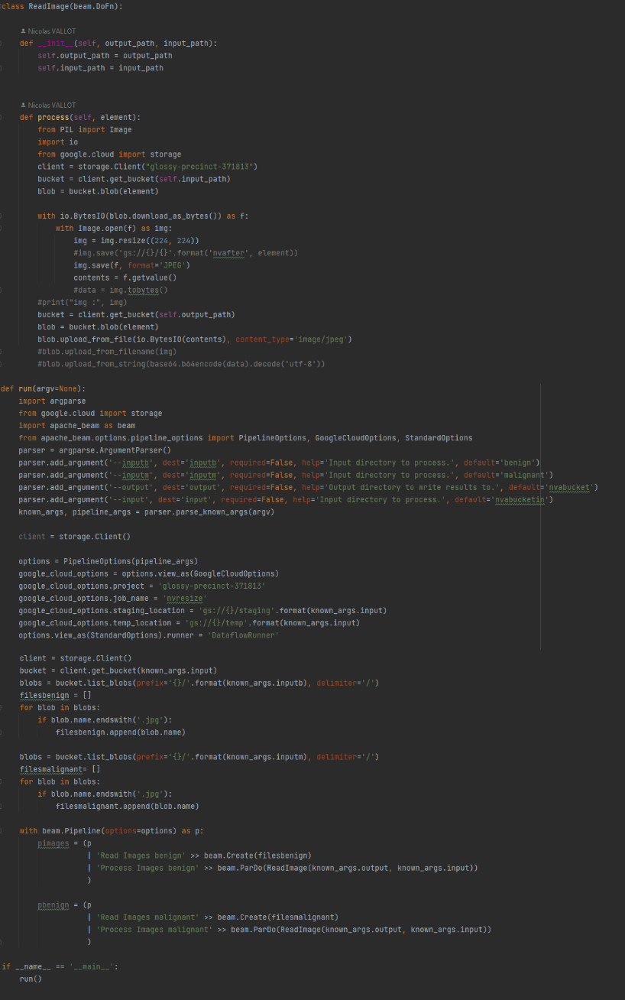 class ReadImage(beam.DoFn):
Nicolas VALLOT
    def __init__(self, output_path, input_path):
        self.output_path = output_path
        self.input_path = input_path
Nicolas VALLOT
    def process(self, element):
        from PIL import Image
        import io
        from google.cloud import storage
        client = storage.Client("glossy-precinct-371813")
        bucket = client.get_bucket(self.input_path)
        blob = bucket.blob(element)
        with io.BytesIO(blob.download_as_bytes()) as f:
            with Image.open(f) as img:
                img = img.resize((224, 224))
                #img.save('gs://{}/{}'.format('nvafter', element))
                img.save(f, format='JPEG')
                contents = f.getvalue()
                #data = img.tobytes()
        #print("img :", img)
        bucket = client.get_bucket(self.output_path)
        blob = bucket.blob(element)
        blob.upload_from_file(io.BytesIO(contents), content_type='image/jpeg')
        #blob.upload_from_filename(img)
        #blob.upload_from_string(base64.b64encode(data).decode('utf-8'))
def run(argv=None):
    import argparse
    from google.cloud import storage
    import apache_beam as beam
    from apache_beam.options.pipeline_options import PipelineOptions, GoogleCloudOptions, StandardOptions
    parser = argparse.ArgumentParser()
    parser.add_argument('--inputb', dest='inputb', required=False, help='Input directory to process.', default='benign')
    parser.add_argument('--inputm', dest='inputm', required=False, help='Input directory to process.', default='malignant')
    parser.add_argument('--output', dest='output', required=False, help='Output directory to write results to.', default='nvabucket')
    parser.add_argument('--input', dest='input', required=False, help='Input directory to process.', default='nvabucketin')
    known_args, pipeline_args = parser.parse_known_args(argv)
    client = storage.Client()
    options = PipelineOptions(pipeline_args)
    google_cloud_options = options.view_as(GoogleCloudOptions)
    google_cloud_options.project = 'glossy-precinct-371813'
    google_cloud_options.job_name = 'nvresize'
    google_cloud_options.staging_location = 'gs://{}/staging'.format(known_args.input)
    google_cloud_options.temp_location = 'gs://{}/temp'.format(known_args.input)
    options.view_as(StandardOptions).runner = 'DataflowRunner'
    client = storage.Client()
    bucket = client.get_bucket(known_args.input)
    blobs = bucket.list_blobs(prefix='{}/'.format(known_args.inputb), delimiter='/')
    filesbenign = []
    for blob in blobs:
        if blob.name.endswith('.jpg'):
            filesbenign.append(blob.name)
    blobs = bucket.list_blobs(prefix='{}/'.format(known_args.inputm), delimiter='/')
    filesmalignant= []
    for blob in blobs:
        if blob.name.endswith('.jpg'):
            filesmalignant.append(blob.name)
    with beam.Pipeline(options=options) as p:
        pimages = (p
                   | 'Read Images benign' >> beam.Create(filesbenign)
                   | 'Process Images benign' >> beam.ParDo(ReadImage(known_args.output, known_args.input))
                   )
        pbenign = (p
                   | 'Read Images malignant' >> beam.Create(filesmalignant)
                   | 'Process Images malignant' >> beam.ParDo(ReadImage(known_args.output, known_args.input))
                   )
if __name__ == '__main__':
    run()